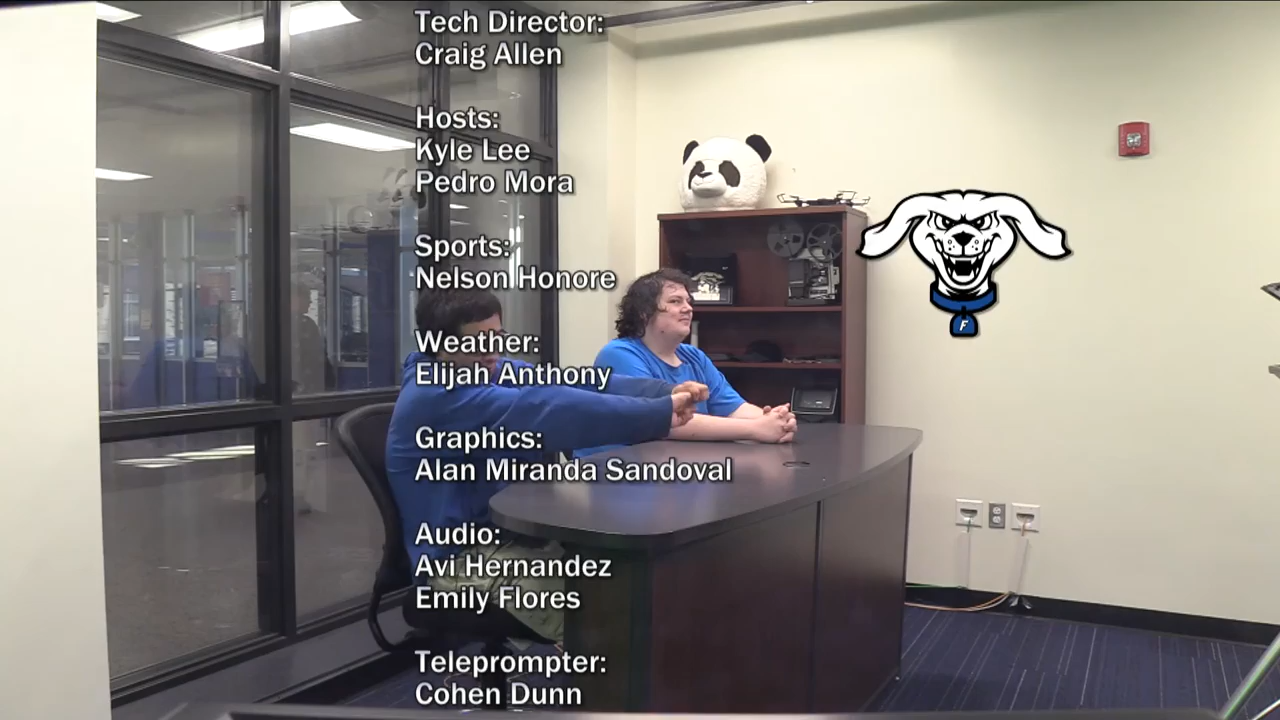 Tech Director:
Craig Allen
Hosts:
Kyle Lee
Pedro Mora
Sports:
Nelson Honore
Weather:
Elijah Anthony
Graphics:
Alan Miranda Sandoval
Audio:
Avi Hernandez
Emily Flores
Teleprompter:
Cohen Dunn
F